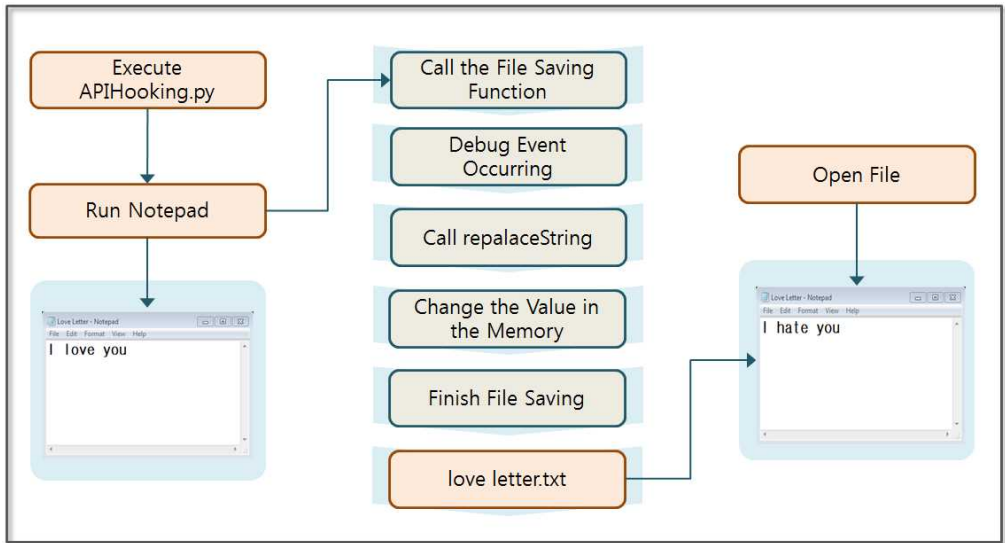 Execute
APIHooking.py
Run Notepad
Love Letter - Notepad
File Edit Format View Help
I love you
Call the File Saving
Function
Debug Event
Occurring
Call repalaceString
Change the Value in
the Memory
Finish File Saving
love letter.txt
Open File
Love Letter - Notepad
File Edit Format View Help
I hate you